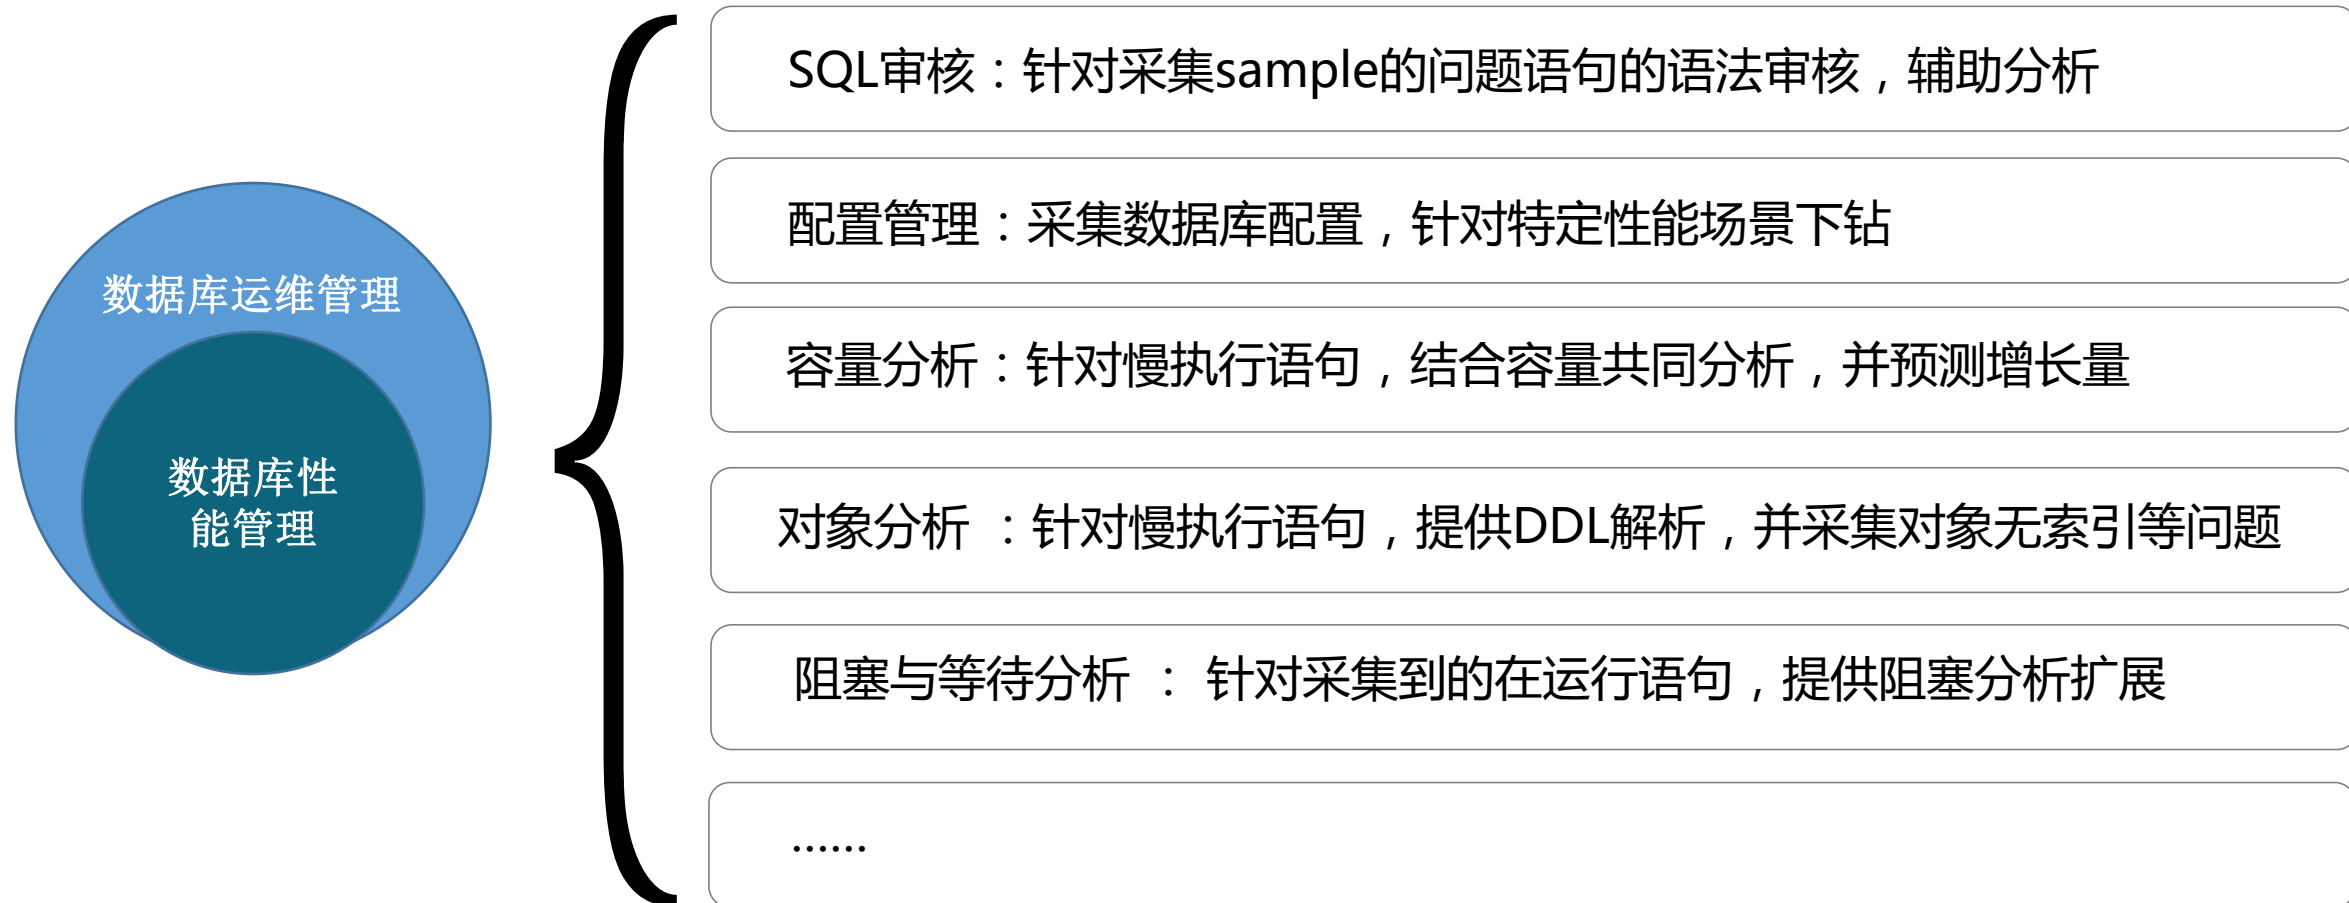 数据库运维管理
数据库性
能管理
SQL审核：针对采集sample的问题语句的语法审核，辅助分析
配置管理：采集数据库配置，针对特定性能场景下钻
容量分析：针对慢执行语句，结合容量共同分析，并预测增长量
对象分析 ：针对慢执行语句，提供DDL解析，并采集对象无索引等问题
阻塞与等待分析 ： 针对采集到的在运行语句，提供阻塞分析扩展
……